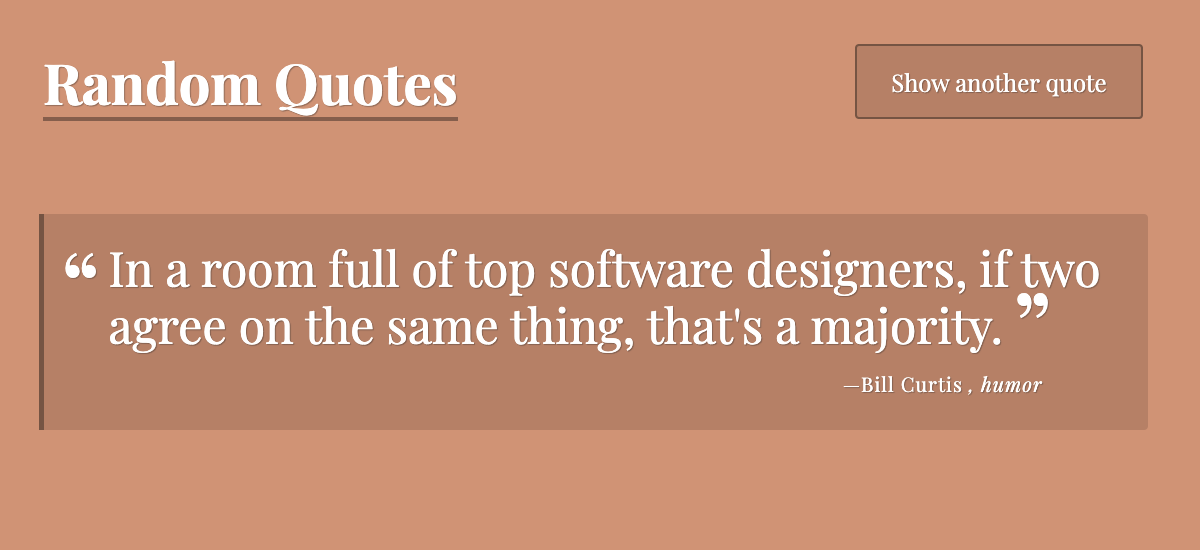 Random Quotes
Show another quote
“ In a room full of top software designers, if two
agree on the same thing, that's a majority. ”
—Bill Curtis , humor